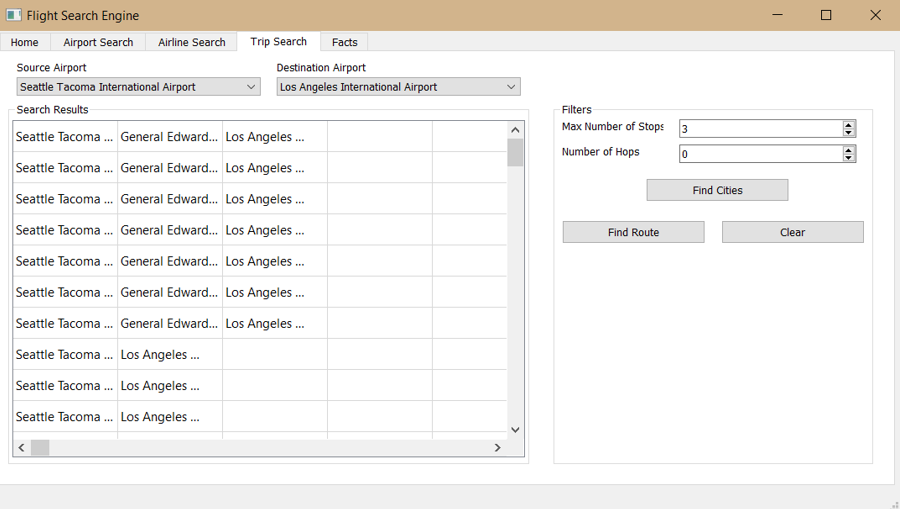 Flight Search Engine
Home Airport Search Airline Search Trip Search Facts
Source Airport Destination Airport
Seattle Tacoma International Airport Los Angeles International Airport
Search Results Filters
Max Number of Stops 3
Number of Hops 0
Find Cities
Find Route Clear
Seattle Tacoma ... General Edward... Los Angeles ...
Seattle Tacoma ... General Edward... Los Angeles ...
Seattle Tacoma ... General Edward... Los Angeles ...
Seattle Tacoma ... General Edward... Los Angeles ...
Seattle Tacoma ... General Edward... Los Angeles ...
Seattle Tacoma ... General Edward... Los Angeles ...
Seattle Tacoma ... General Edward... Los Angeles ...
Seattle Tacoma ... Los Angeles ...
Seattle Tacoma ... Los Angeles ...
Seattle Tacoma ... Los Angeles ...